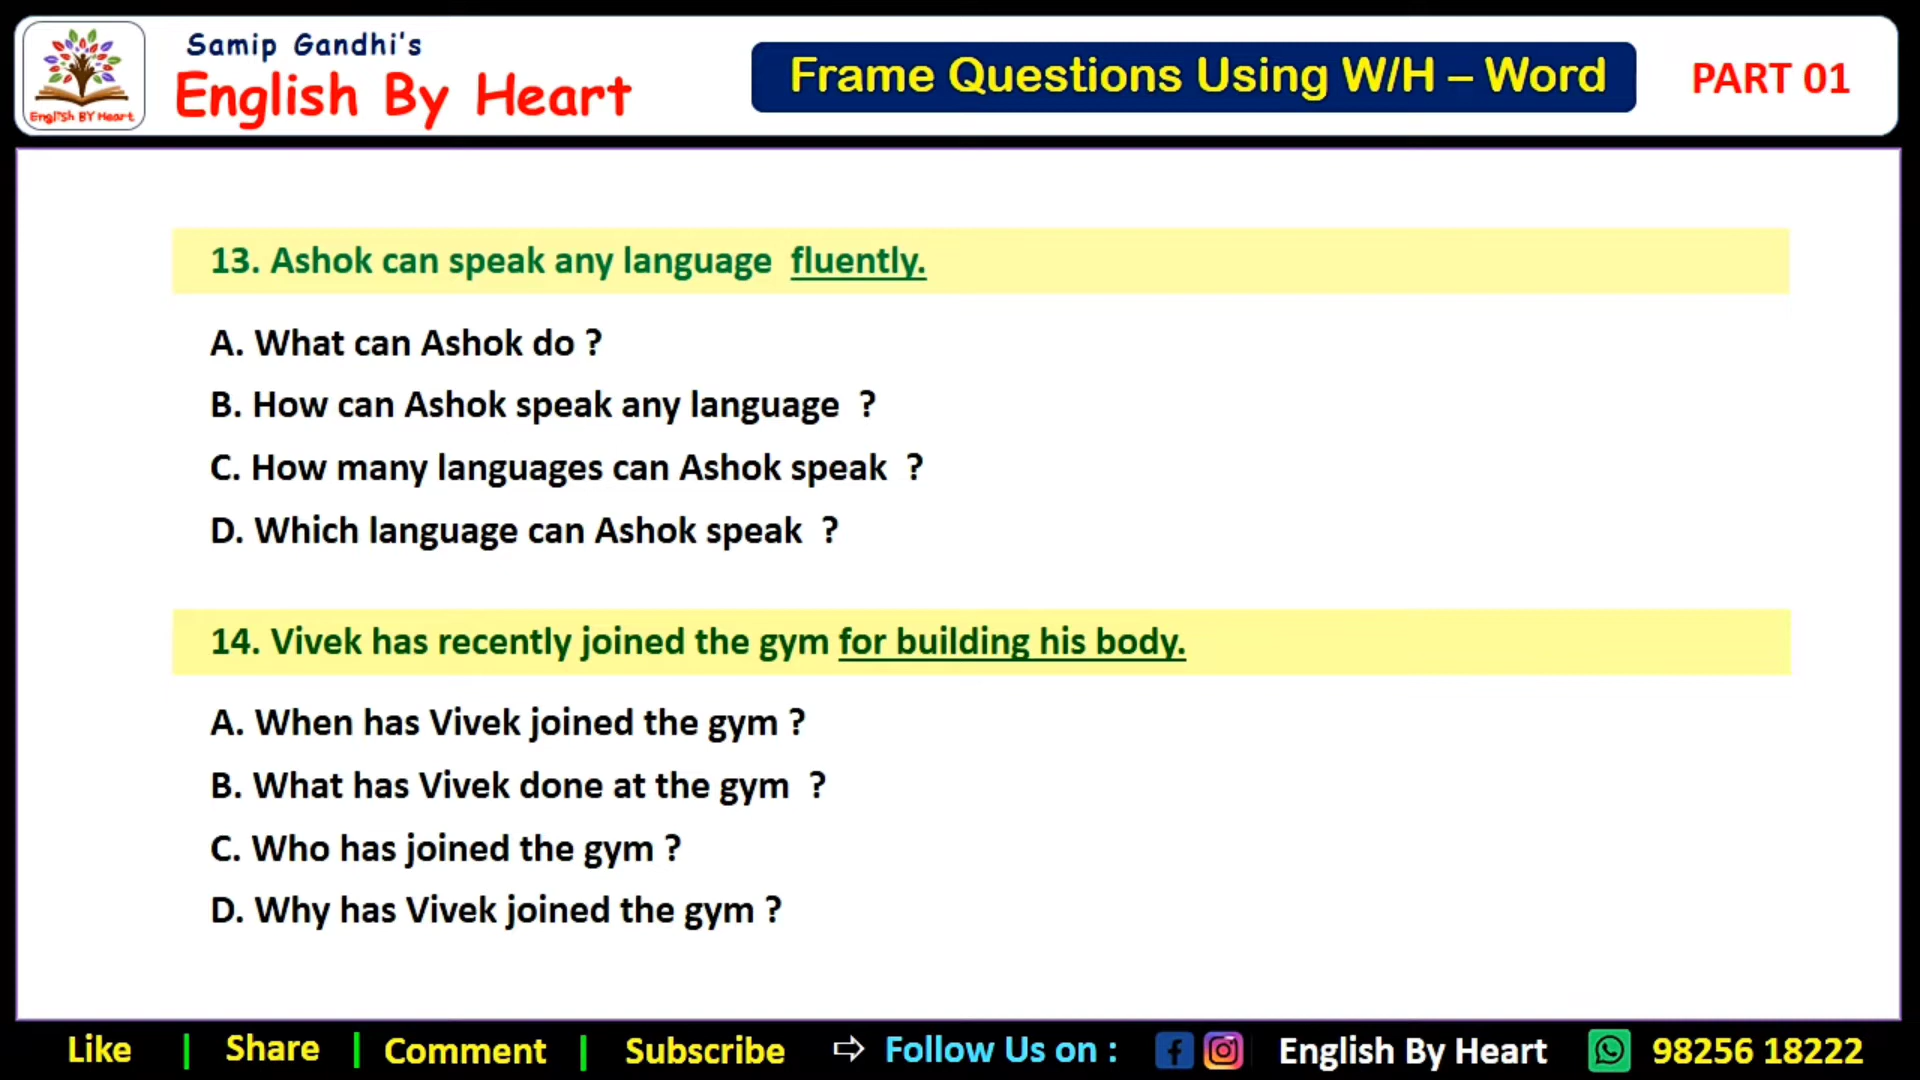 Samip Gandhi's
English By Heart
English BY Heart
Frame Questions Using W/H – Word
PART 01
13. Ashok can speak any language fluently.
A. What can Ashok do ?
B. How can Ashok speak any language ?
C. How many languages can Ashok speak ?
D. Which language can Ashok speak ?
14. Vivek has recently joined the gym for building his body.
A. When has Vivek joined the gym ?
B. What has Vivek done at the gym ?
C. Who has joined the gym ?
D. Why has Vivek joined the gym ?
Like | Share | Comment | Subscribe ⇨ Follow Us on : English By Heart 98256 18222